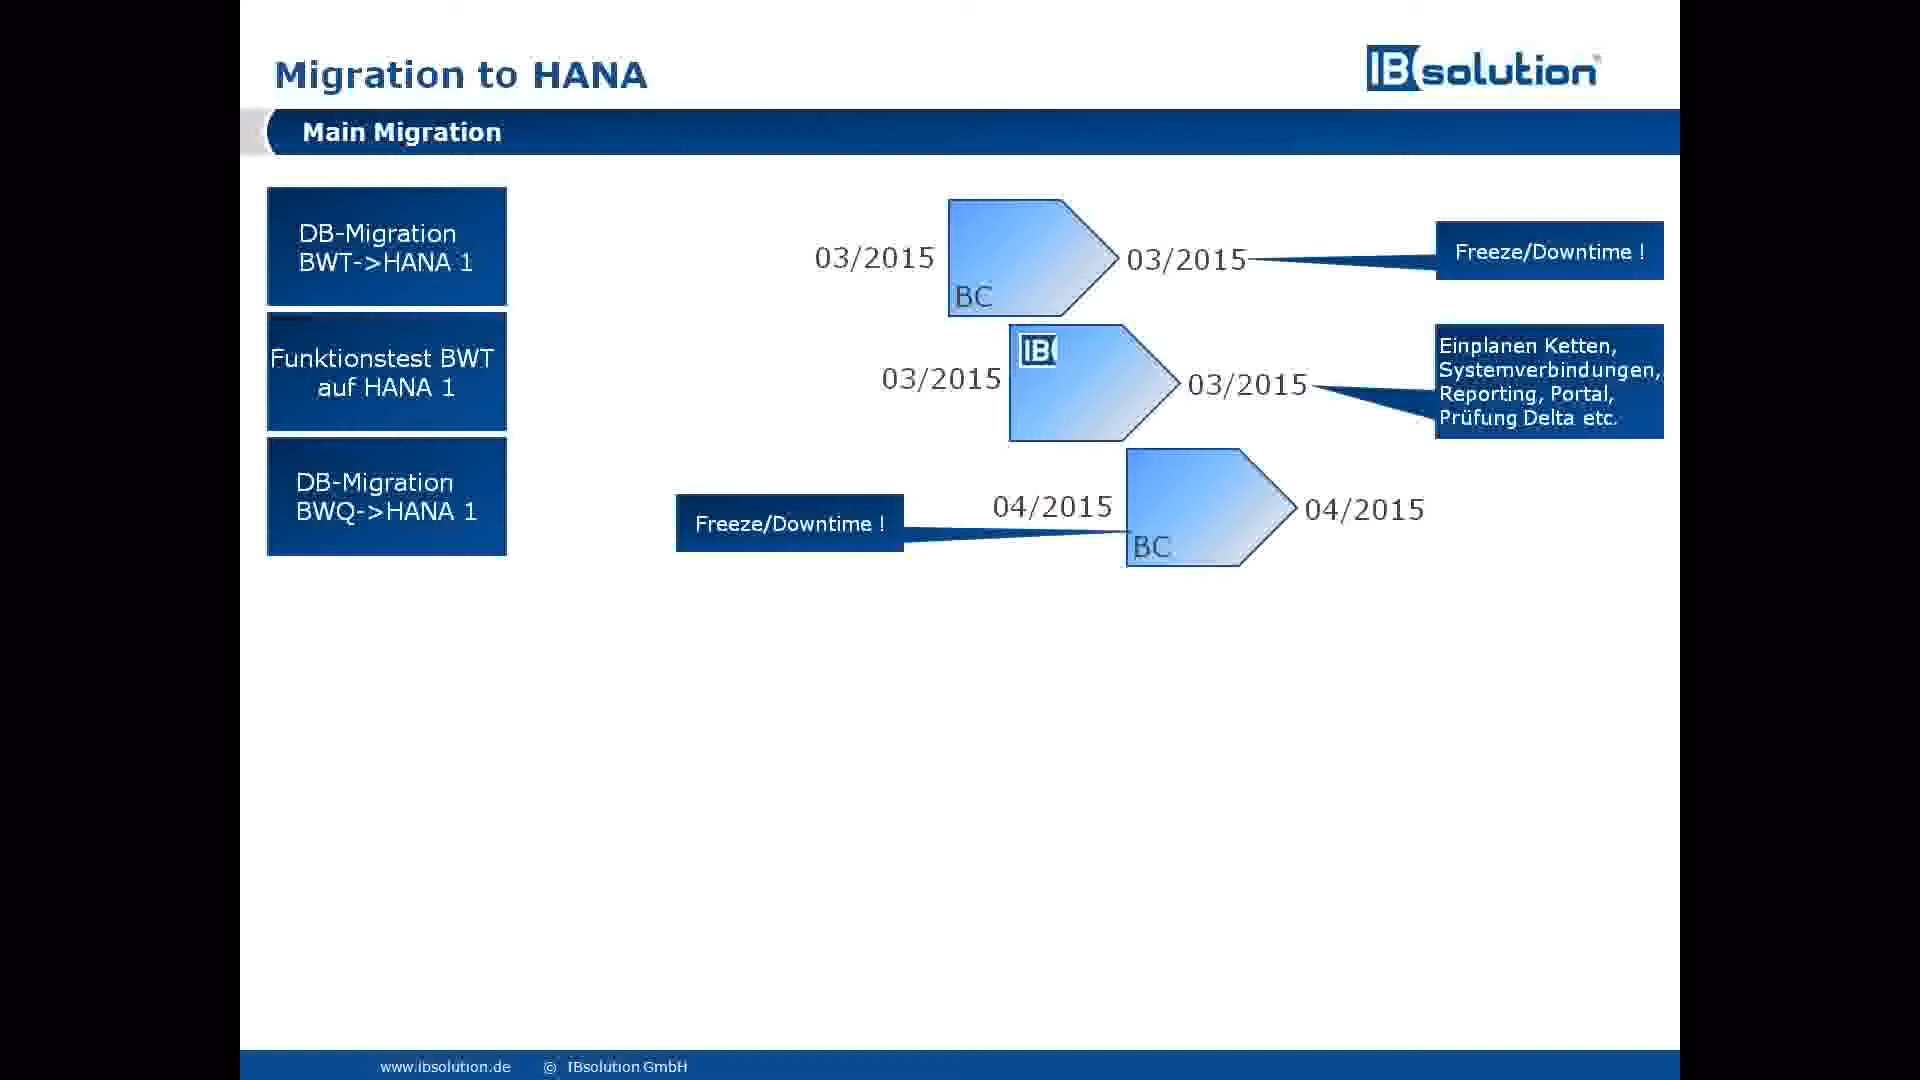 Migration to HANA
IBsolution
Main Migration
DB-Migration
BWT->HANA 1
03/2015
BC
03/2015
Freeze/Downtime !
Funktionstest BWT
auf HANA 1
03/2015
IB
03/2015
Einplanen Ketten,
Systemverbindungen,
Reporting, Portal,
Prüfung Delta etc.
DB-Migration
BWQ->HANA 1
Freeze/Downtime !
04/2015
BC
04/2015
www.ibsolution.de © IBsolution GmbH